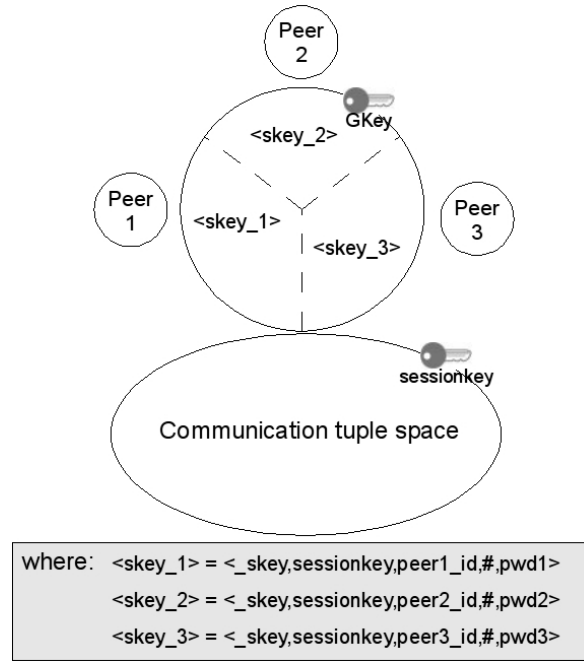 Peer
2
GKey
<skey_2>
Peer
1
<skey_1>
Peer
3
<skey_3>
sessionkey
Communication tuple space
where: <skey_1> = <_skey,sessionkey,peer1_id,#,pwd1>
<skey_2> = <_skey,sessionkey,peer2_id,#,pwd2>
<skey_3> = <_skey,sessionkey,peer3_id,#,pwd3>